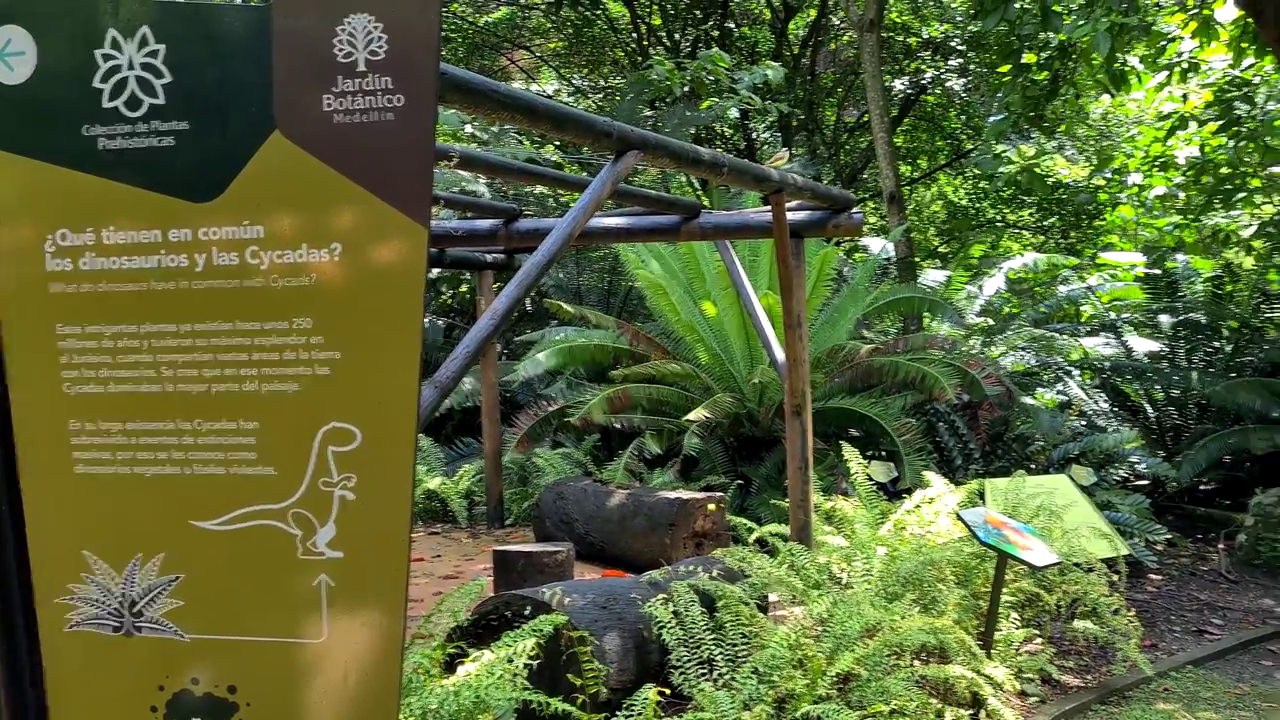 Colección de Plantas
Prehistóricas
Jardín
Botánico
Medellín
¿Qué tienen en común
los dinosaurios y las Cycadas?
What do dinosaurs have in common with Cycads?
Estas intrigantes plantas ya existían hace unos 250
millones de años y tuvieron su máximo esplendor en
el Jurásico, cuando compartían vastas áreas de la tierra
con los dinosaurios. Se cree que en ese momento las
Cycadas dominaban la mayor parte del paisaje.
En su larga existencia las Cycadas han
sobrevivido a eventos de extinciones
masivas, por eso se les conoce como
dinosaurios vegetales o fósiles vivientes.